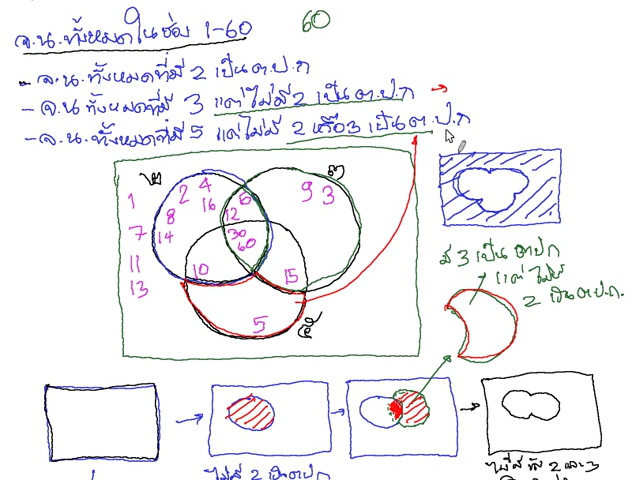 จ.น.ทั้งหมดในช่วง 1-60
60
- จ.น.ทั้งหมดที่มี 2 เป็น ต.ป.ก
- จ.น ทั้งหมดที่มี 3 แต่ไม่มี 2 เป็น ต.ป.ก
- จ.น.ทั้งหมดที่มี 5 แต่ไม่มี 2 หรือ 3 เป็น ต.ป.ก
1
2
4
6
9 3
8
16
12
7
14
30
60
11
10
15
13
5
มี 3 เป็น ตปก
แต่ไม่มี
2 เป็น ตปก.
ไม่มี 2 เป็น ตปก
2 และ 3